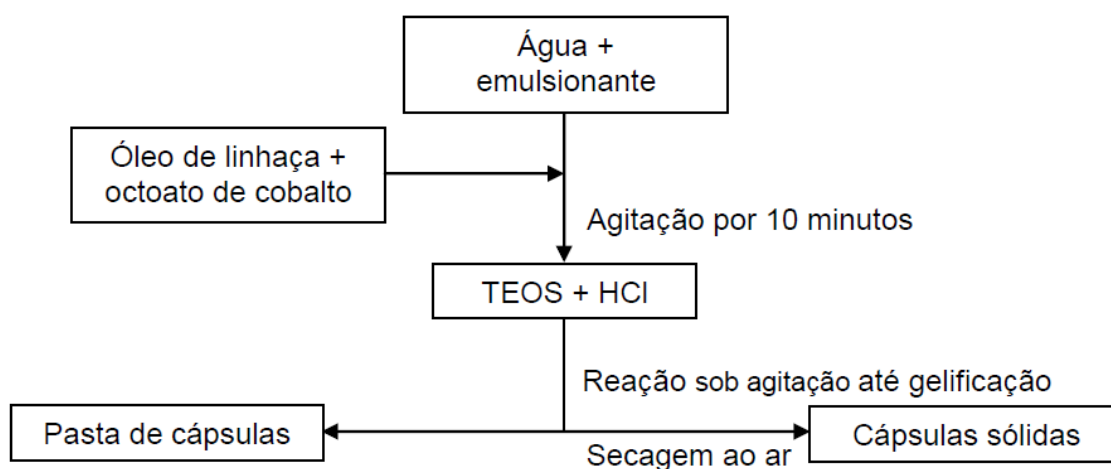 Água +
emulsionante
Óleo de linhaça +
octoato de cobalto
Agitação por 10 minutos
TEOS + HCl
Reação sob agitação até gelificação
Pasta de cápsulas
Cápsulas sólidas
Secagem ao ar